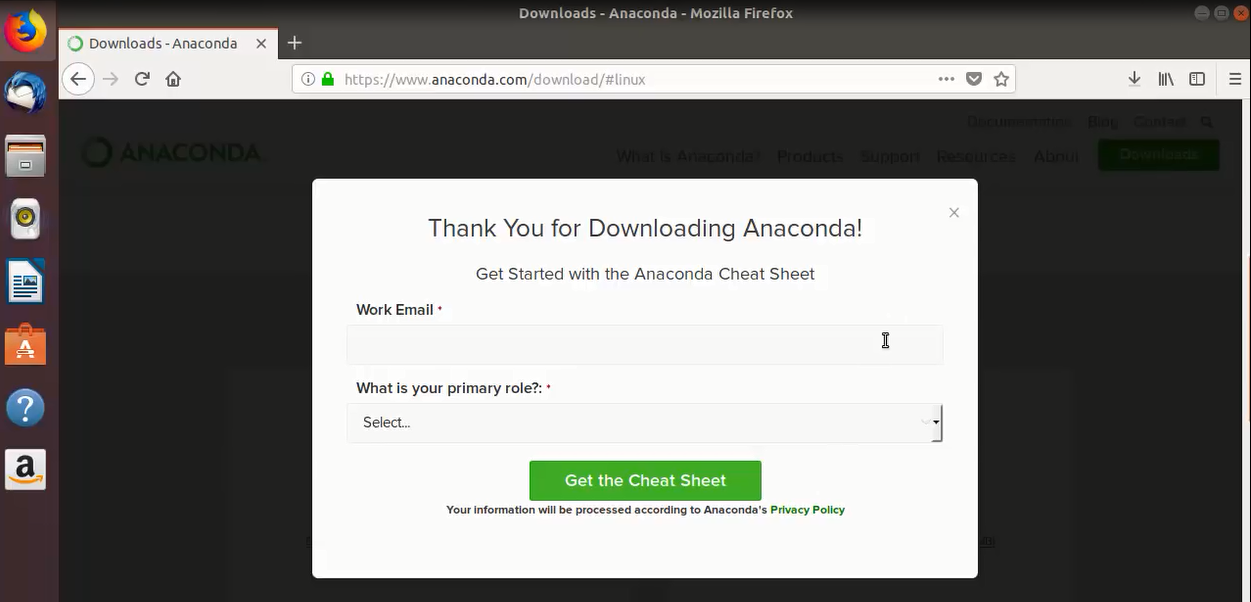 Downloads - Anaconda - Mozilla Firefox
Downloads - Anaconda
https://www.anaconda.com/download/#linux
Documentation Blog Contact
ANACONDA
What is Anaconda? Products Support Resources About Downloads
Thank You for Downloading Anaconda!
Get Started with the Anaconda Cheat Sheet
Work Email *
What is your primary role?: *
Select...
Get the Cheat Sheet
Your information will be processed according to Anaconda's Privacy Policy